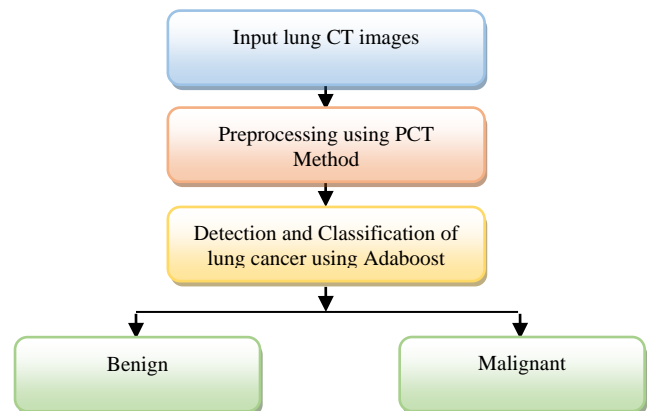 Input lung CT images
Preprocessing using PCT
Method
Detection and Classification of
lung cancer using Adaboost
Benign
Malignant